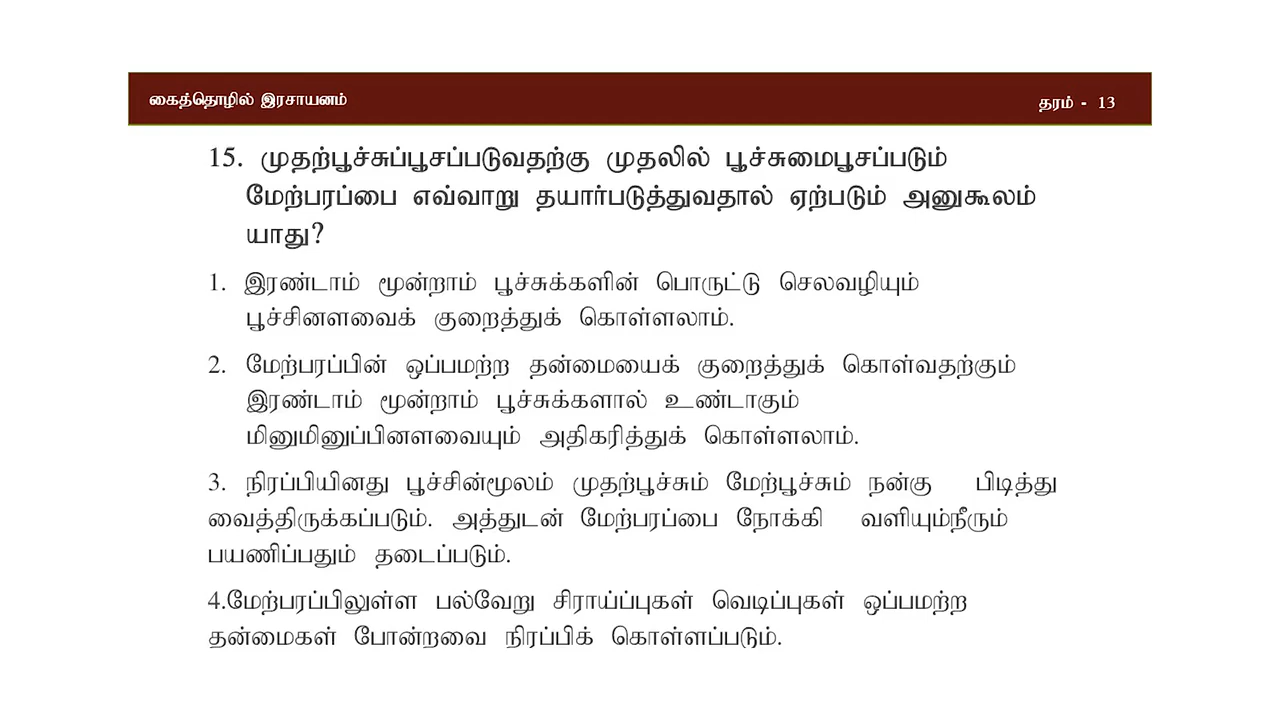 கைத்தொழில் இரசாயனம்
தரம் - 13
15. முதற்பூச்சுப்பூசப்படுவதற்கு முதலில் பூச்சுமைபூசப்படும்
மேற்பரப்பை எவ்வாறு தயார்படுத்துவதால் ஏற்படும் அனுகூலம்
யாது?
1. இரண்டாம் மூன்றாம் பூச்சுக்களின் பொருட்டு செலவழியும்
பூச்சினளவைக் குறைத்துக் கொள்ளலாம்.
2. மேற்பரப்பின் ஒப்பமற்ற தன்மையைக் குறைத்துக் கொள்வதற்கும்
இரண்டாம் மூன்றாம் பூச்சுக்களால் உண்டாகும்
மினுமினுப்பினளவையும் அதிகரித்துக் கொள்ளலாம்.
3. நிரப்பியினது பூச்சின்மூலம் முதற்பூச்சும் மேற்பூச்சும் நன்கு பிடித்து
வைத்திருக்கப்படும். அத்துடன் மேற்பரப்பை நோக்கி வளியும்நீரும்
பயணிப்பதும் தடைப்படும்.
4.மேற்பரப்பிலுள்ள பல்வேறு சிராய்ப்புகள் வெடிப்புகள் ஒப்பமற்ற
தன்மைகள் போன்றவை நிரப்பிக் கொள்ளப்படும்.